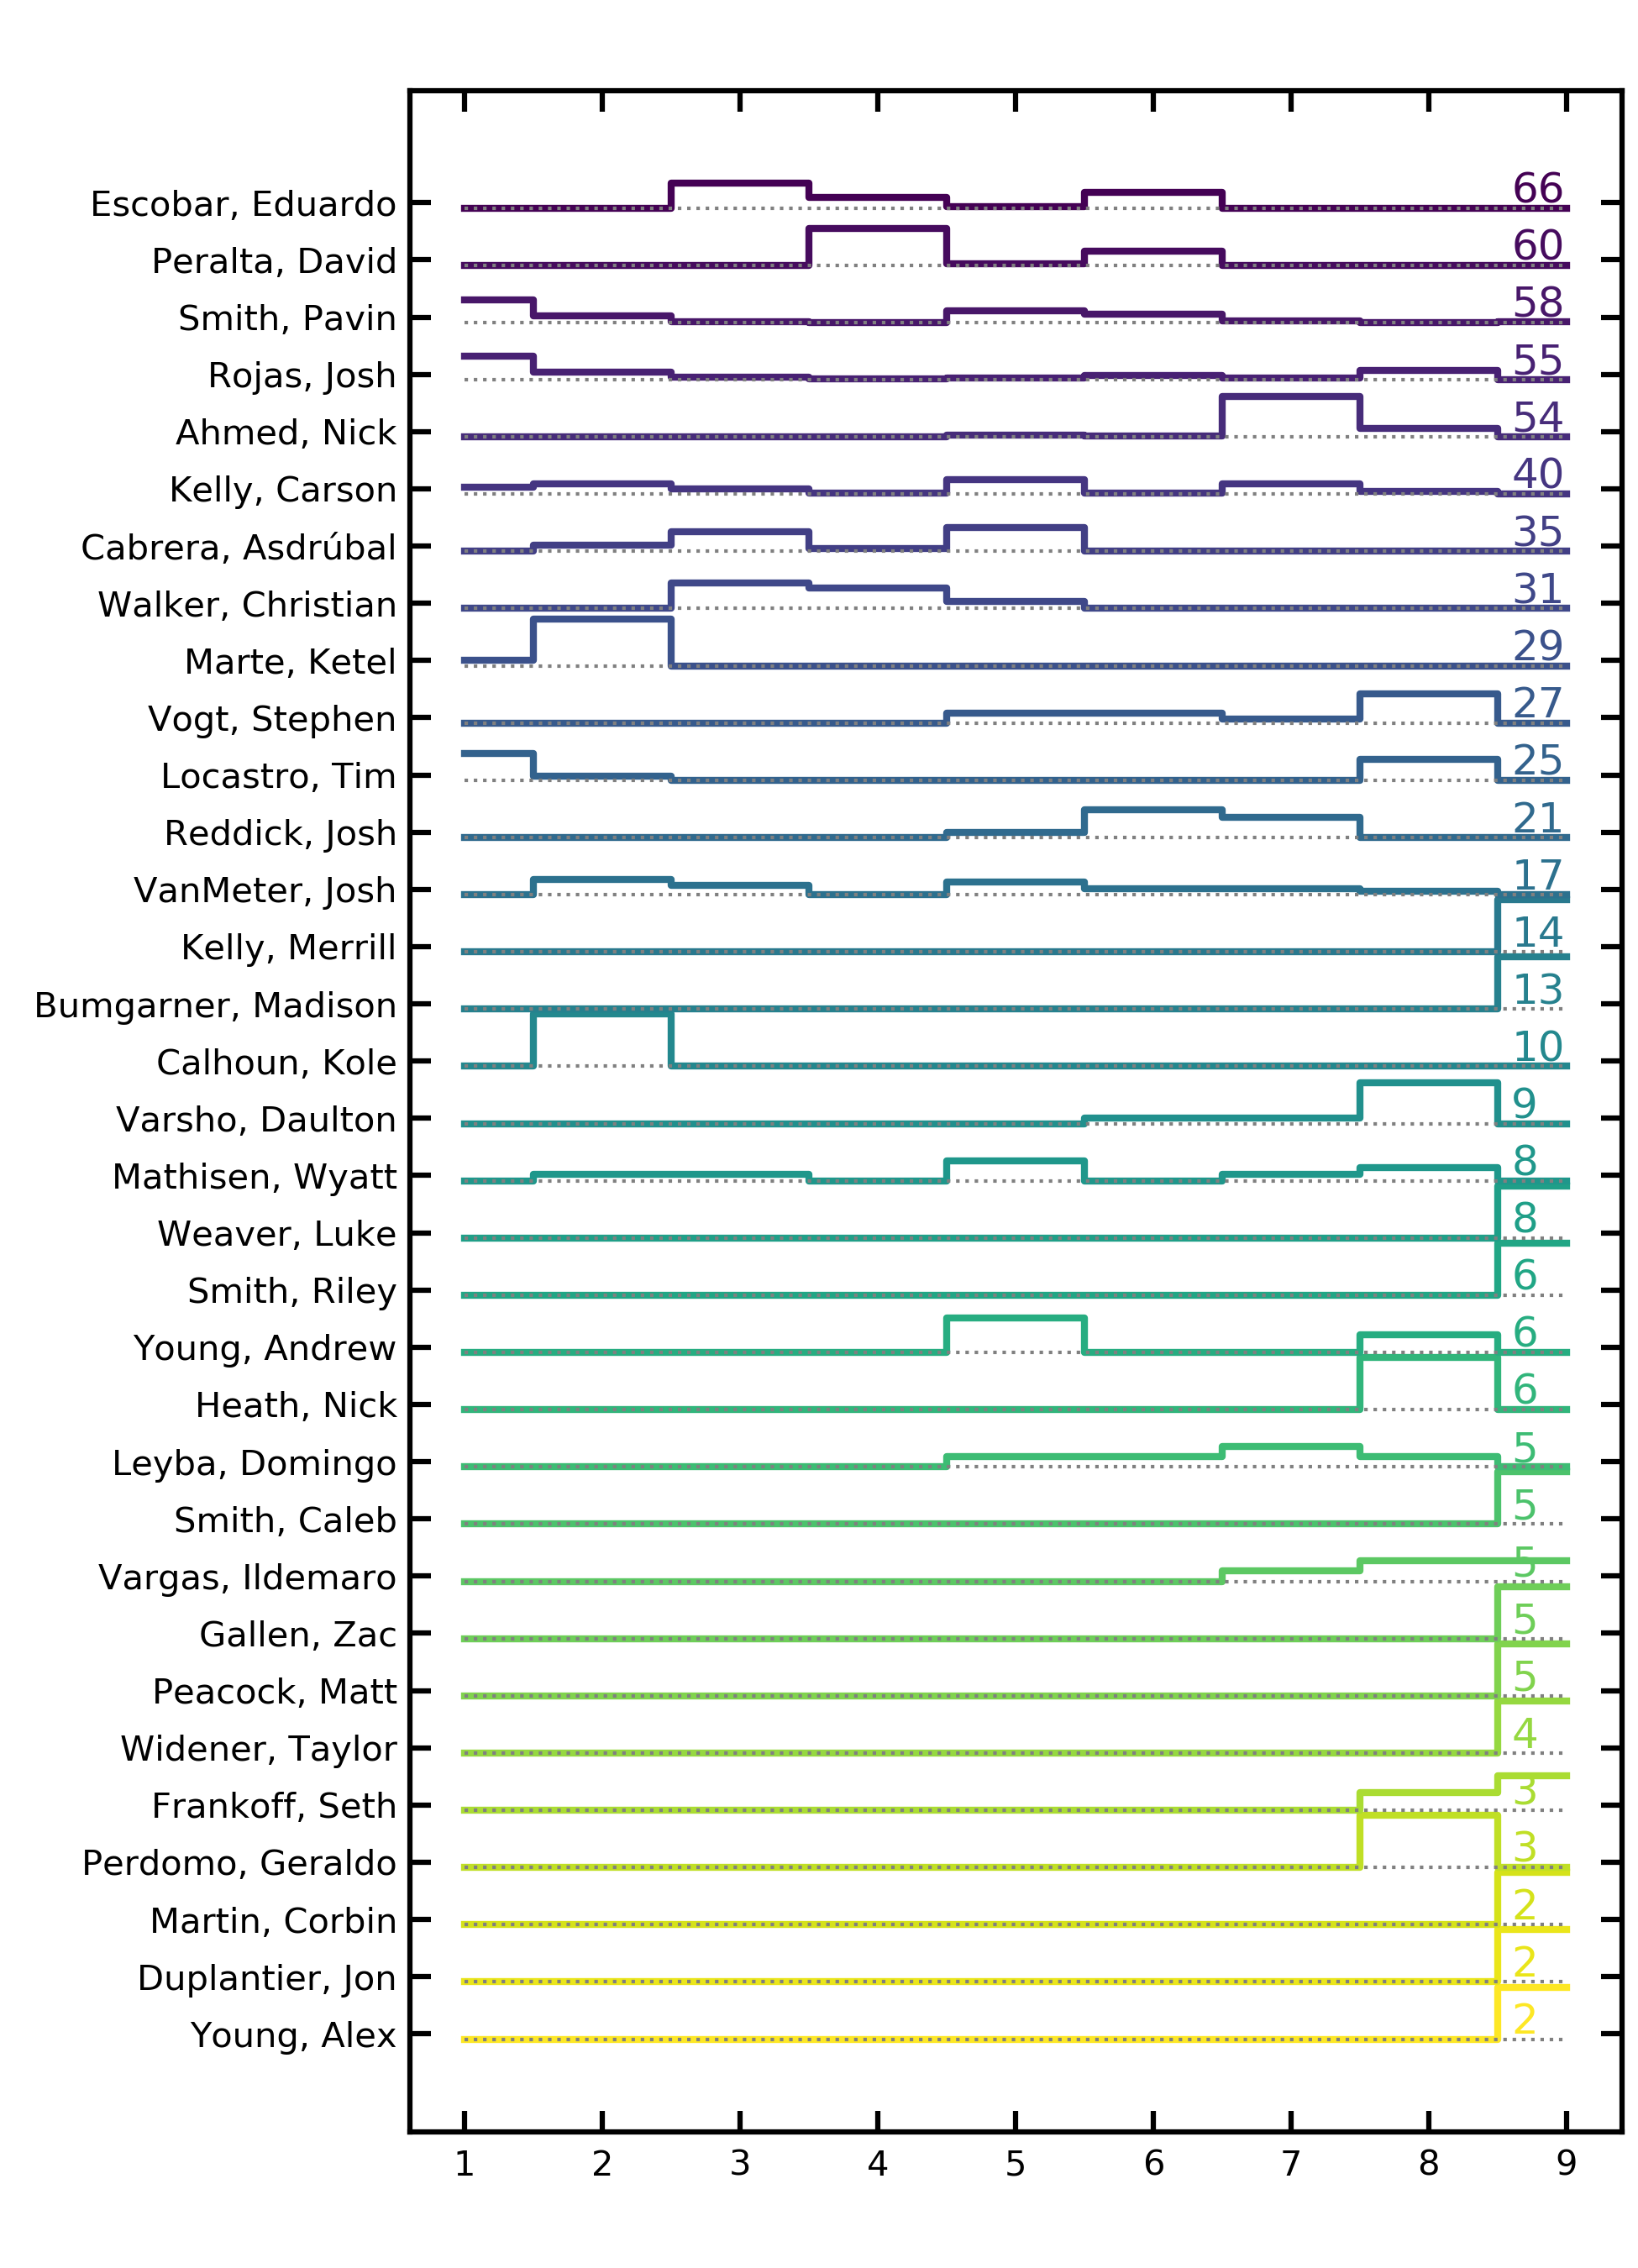 Escobar, Eduardo 66
Peralta, David 60
Smith, Pavin 58
Rojas, Josh 55
Ahmed, Nick 54
Kelly, Carson 40
Cabrera, Asdrúbal 35
Walker, Christian 31
Marte, Ketel 29
Vogt, Stephen 27
Locastro, Tim 25
Reddick, Josh 21
VanMeter, Josh 17
Kelly, Merrill 14
Bumgarner, Madison 13
Calhoun, Kole 10
Varsho, Daulton 9
Mathisen, Wyatt 8
Weaver, Luke 8
Smith, Riley 6
Young, Andrew 6
Heath, Nick 6
Leyba, Domingo 5
Smith, Caleb 5
Vargas, Ildemaro 5
Gallen, Zac 5
Peacock, Matt 5
Widener, Taylor 4
Frankoff, Seth 3
Perdomo, Geraldo 3
Martin, Corbin 2
Duplantier, Jon 2
Young, Alex 2
1 2 3 4 5 6 7 8 9